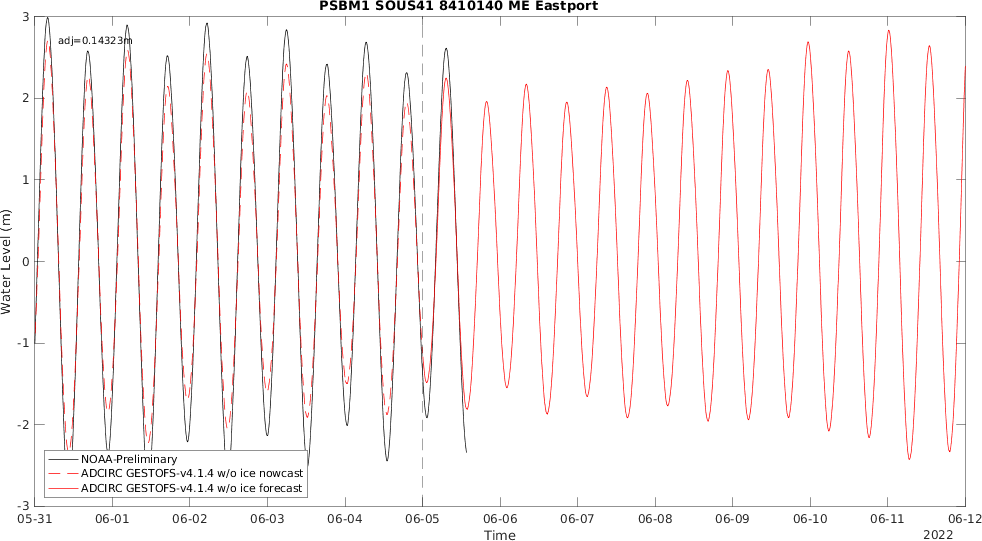 PSBM1 SOUS41 8410140 ME Eastport
adj=0.14323m
3
2
1
0
-1
-2
-3
Water Level (m)
NOAA-Preliminary
ADCIRC GESTOFS-v4.1.4 w/o ice nowcast
ADCIRC GESTOFS-v4.1.4 w/o ice forecast
05-31 06-01 06-02 06-03 06-04 06-05 06-06 06-07 06-08 06-09 06-10 06-11 06-12
Time
2022